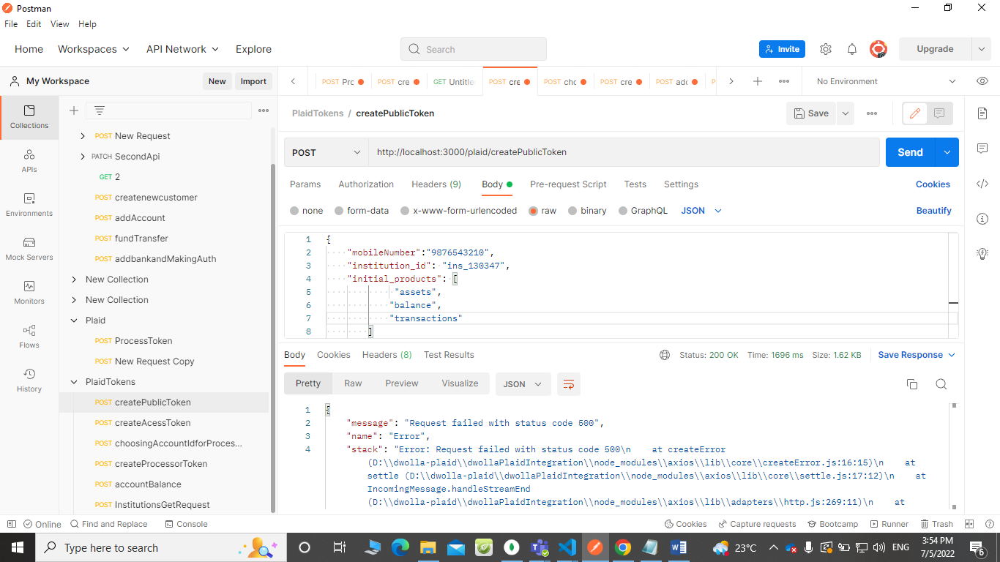 Postman
File Edit View Help
Home Workspaces API Network Explore Search Invite Upgrade
My Workspace New Import
POST Pro POST cre GET Untitle POST cre POST cho POST cre POST add No Environment
Collections
APIs
Environments
Mock Servers
Monitors
Flows
History
POST New Request
PATCH SecondApi
GET 2
POST createnewcustomer
POST addAccount
POST fundTransfer
POST addbankandMakingAuth
New Collection
New Collection
Plaid
POST ProcessToken
POST New Request Copy
PlaidTokens
POST createPublicToken
POST createAcessToken
POST choosingAccountIdforProces...
POST createProcessorToken
POST accountBalance
POST InstitutionsGetRequest
PlaidTokens / createPublicToken Save
POST http://localhost:3000/plaid/createPublicToken Send
Params Authorization Headers (9) Body Pre-request Script Tests Settings Cookies
none form-data x-www-form-urlencoded raw binary GraphQL JSON Beautify
1 {
2 "mobileNumber":"9876543210",
3 "institution_id": "ins_130347",
4 "initial_products": [
5 "assets",
6 "balance",
7 "transactions"
8 ]
Body Cookies Headers (8) Test Results Status: 200 OK Time: 1696 ms Size: 1.62 KB Save Response
Pretty Raw Preview Visualize JSON
1 {
2 "message": "Request failed with status code 500",
3 "name": "Error",
4 "stack": "Error: Request failed with status code 500\n    at createError
(D:\\dwolla-plaid\\dwollaPlaidIntegration\\node_modules\\axios\\lib\\core\\createError.js:16:15)\n    at
settle (D:\\dwolla-plaid\\dwollaPlaidIntegration\\node_modules\\axios\\lib\\core\\settle.js:17:12)\n    at
IncomingMessage.handleStreamEnd
(D:\\dwolla-plaid\\dwollaPlaidIntegration\\node_modules\\axios\\lib\\adapters\\http.js:269:11)\n    at
Online Find and Replace Console Cookies Capture requests Bootcamp Runner Trash
Type here to search 23°C ENG 3:54 PM
7/5/2022 6